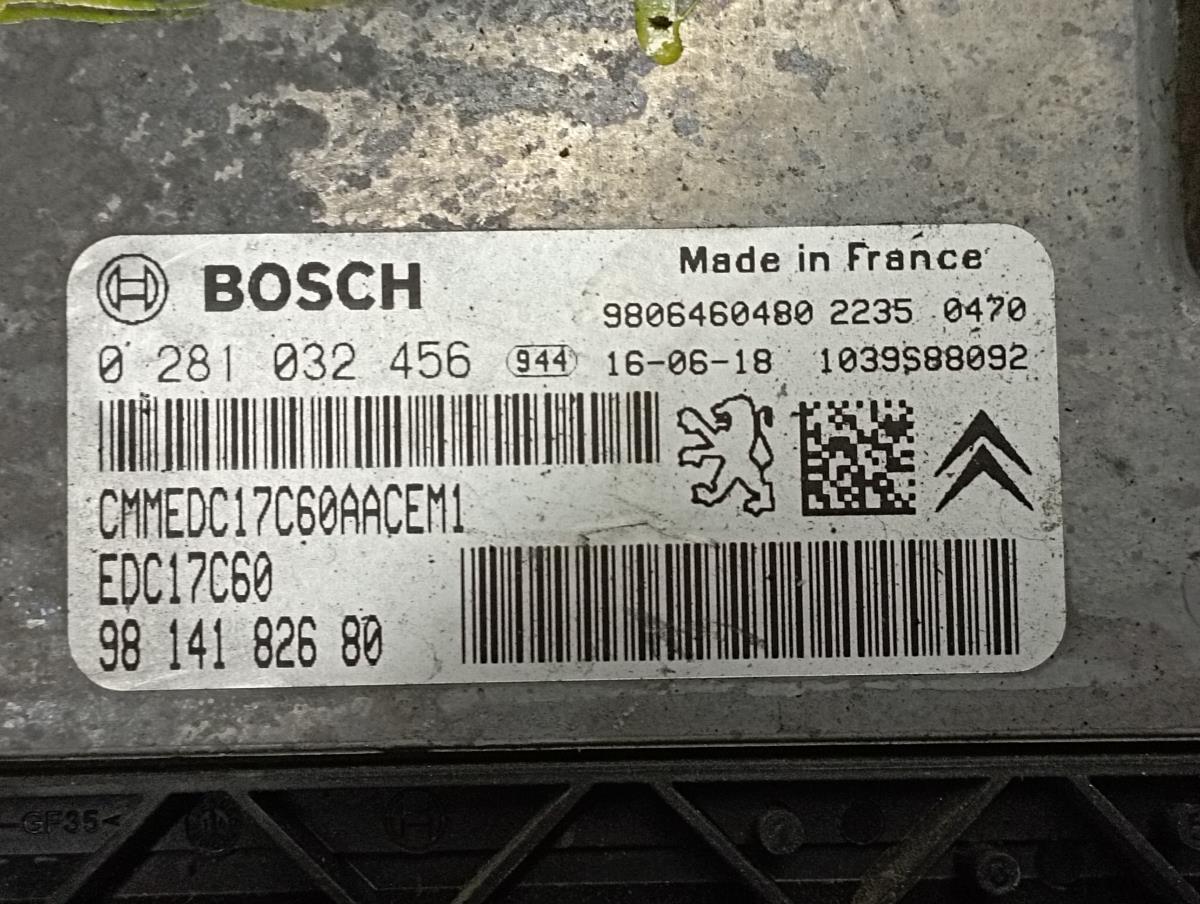 BOSCH
Made in France
9806460480 2235 0470
0 281 032 456 944 16-06-18 1039S88092
CMMEDC17C60AACEM1
EDC17C60
98 141 826 80
-GF35<